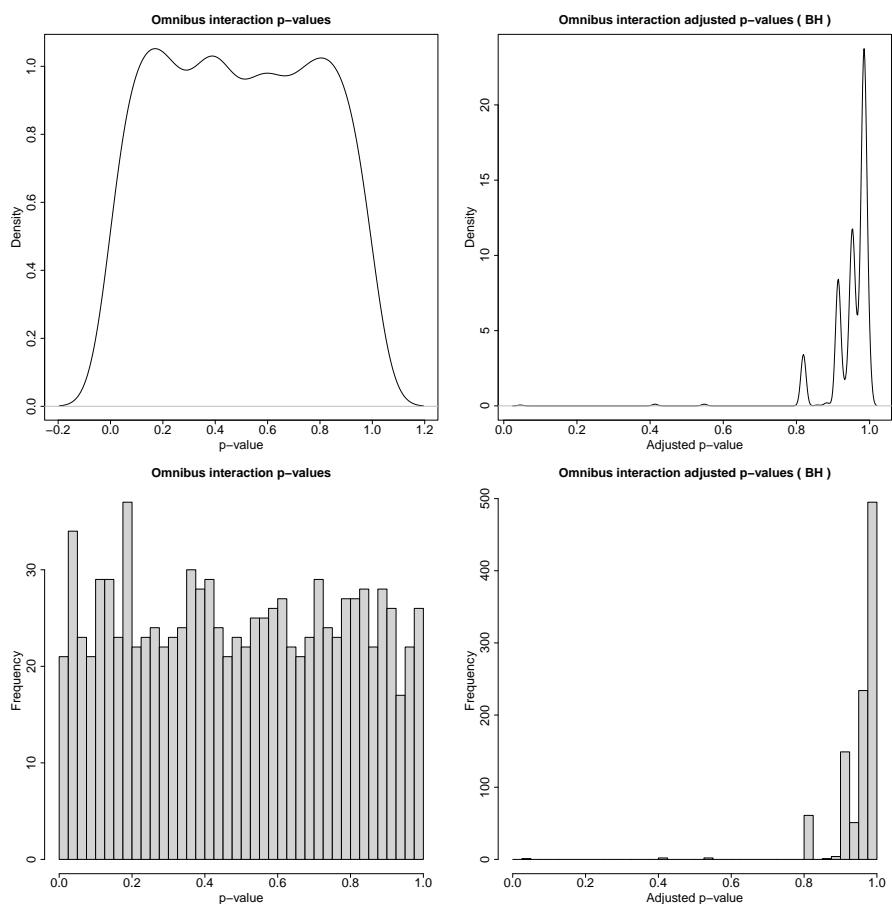 Omnibus interaction p−values
Density
0.0 0.2 0.4 0.6 0.8 1.0
−0.2 0.0 0.2 0.4 0.6 0.8 1.0 1.2
p−value
Omnibus interaction adjusted p−values ( BH )
Density
0 5 10 15 20
0.0 0.2 0.4 0.6 0.8 1.0
Adjusted p−value
Omnibus interaction p−values
Frequency
0 10 20 30
0.0 0.2 0.4 0.6 0.8 1.0
p−value
Omnibus interaction adjusted p−values ( BH )
Frequency
0 100 200 300 400 500
0.0 0.2 0.4 0.6 0.8 1.0
Adjusted p−value